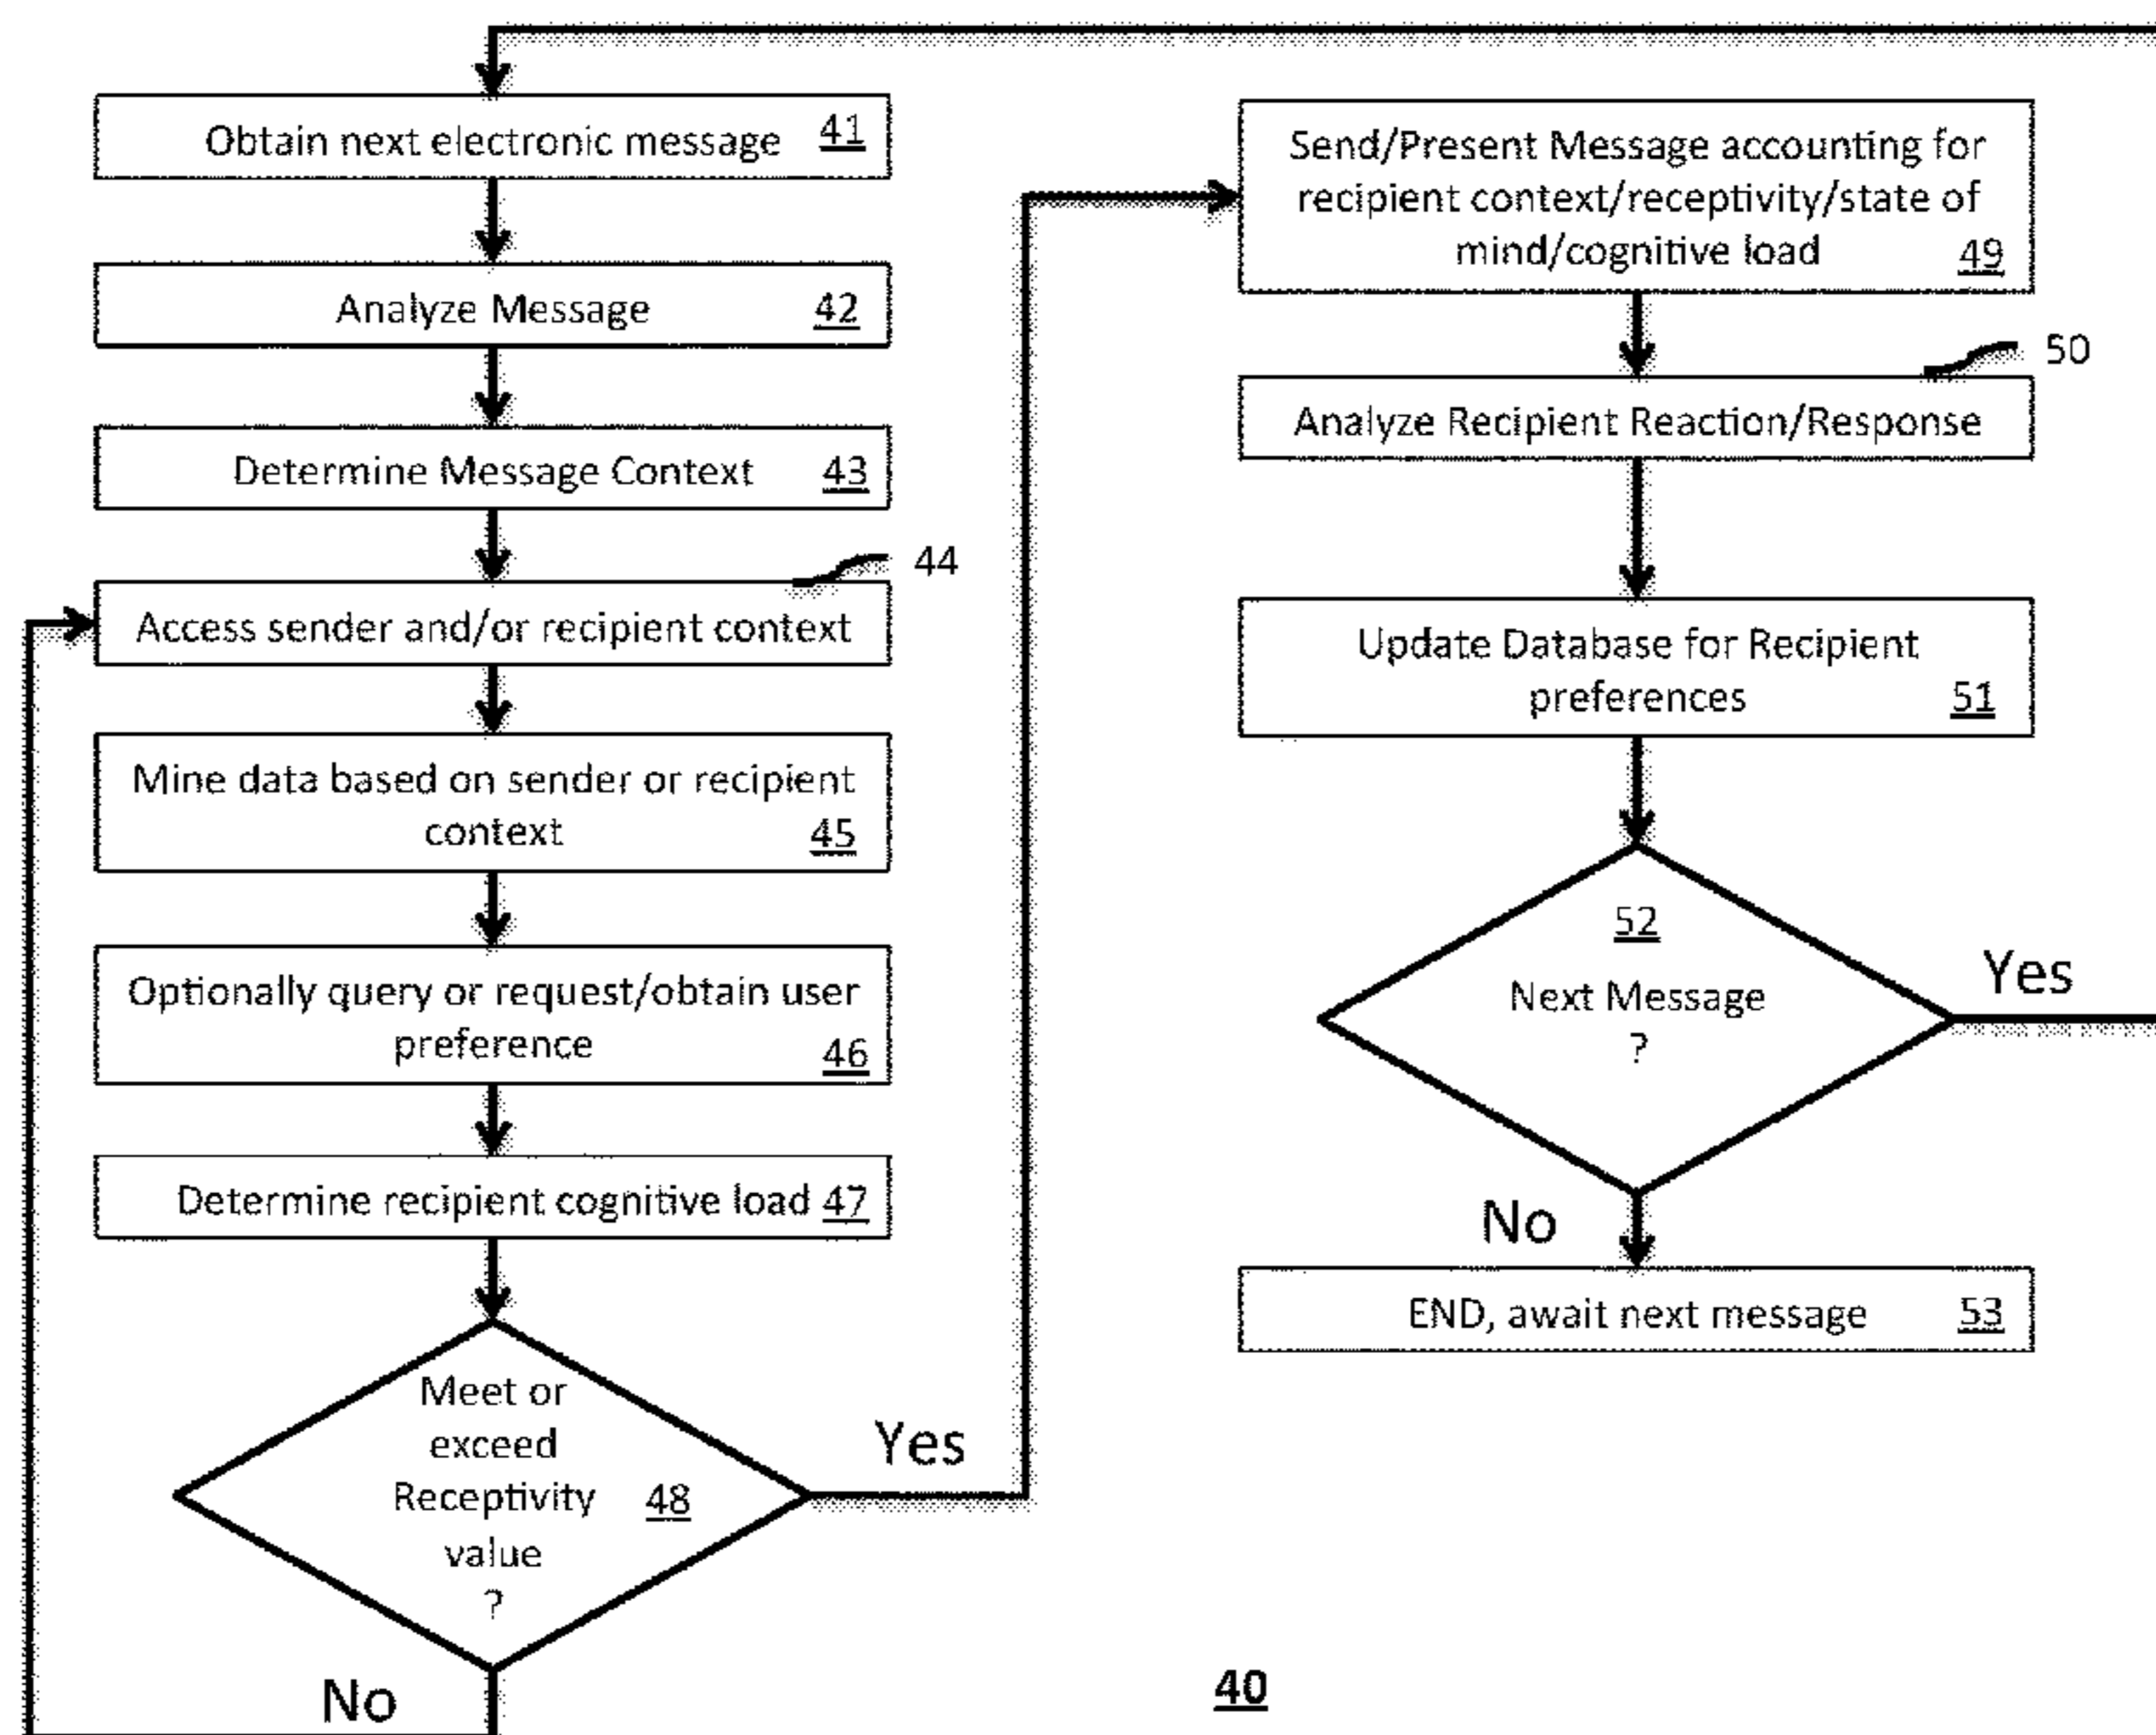 Obtain next electronic message 41
Analyze Message 42
Determine Message Context 43
44
Access sender and/or recipient context
Mine data based on sender or recipient
context 45
Optionally query or request/obtain user
preference 46
Determine recipient cognitive load 47
Meet or
exceed
Receptivity 48
value
?
Yes
No
Send/Present Message accounting for
recipient context/receptivity/state of
mind/cognitive load 49
50
Analyze Recipient Reaction/Response
Update Database for Recipient
preferences 51
52
Next Message
?
Yes
No
END, await next message 53
40